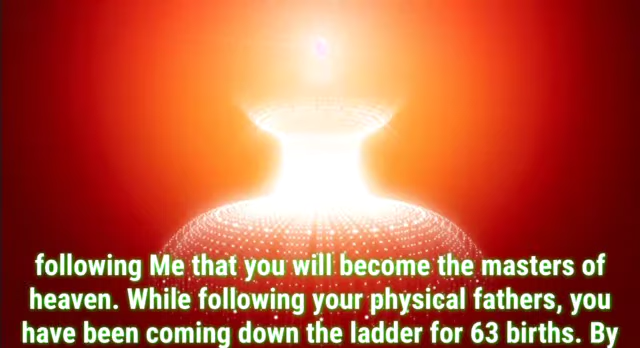 following Me that you will become the masters of
heaven. While following your physical fathers, you
have been coming down the ladder for 63 births. By